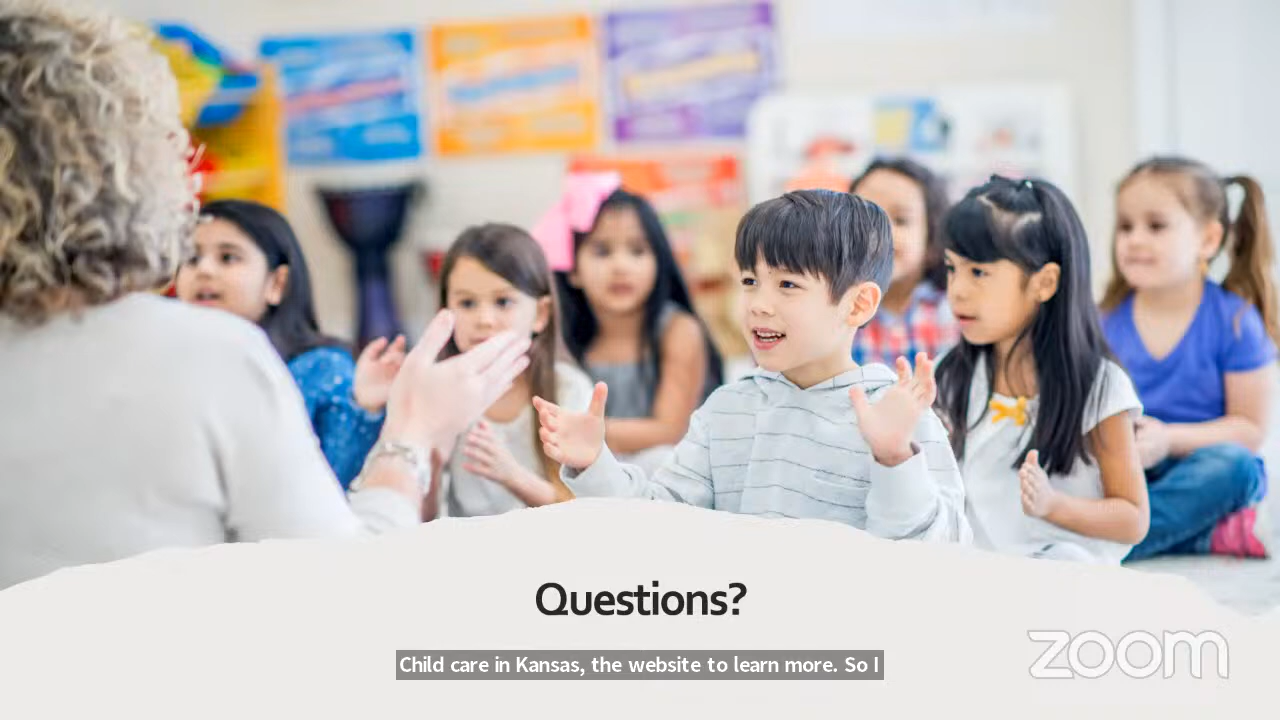 Questions?
Child care in Kansas, the website to learn more. So I
zoom